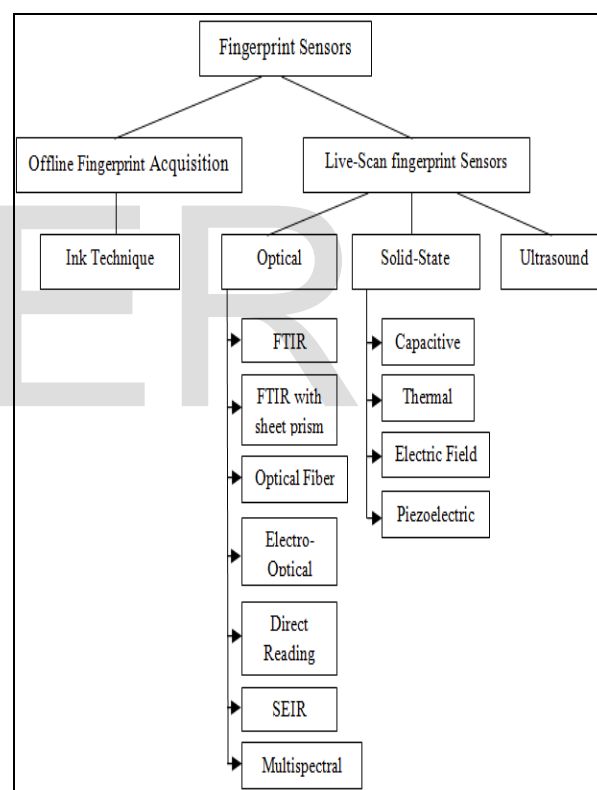 Fingerprint Sensors
Offline Fingerprint Acquisition
Live-Scan fingerprint Sensors
Ink Technique
Optical
Solid-State
Ultrasound
FTIR
FTIR with
sheet prism
Optical Fiber
Electro-
Optical
Direct
Reading
SEIR
Multispectral
Capacitive
Thermal
Electric Field
Piezoelectric
ER